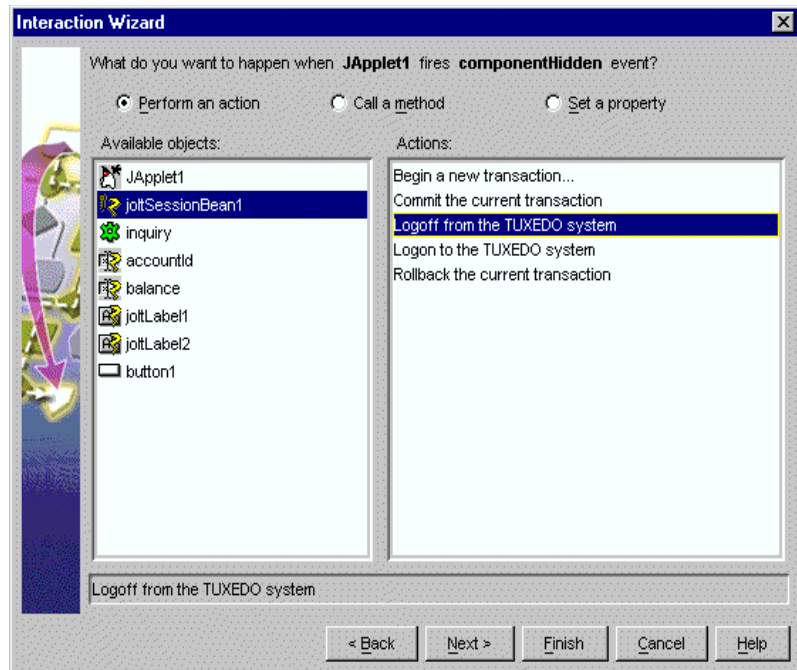 Interaction Wizard
What do you want to happen when JApplet1 fires componentHidden event?
Perform an action
Call a method
Set a property
Available objects:
JApplet1
joltSessionBean1
inquiry
accountId
balance
joltLabel1
joltLabel2
button1
Actions:
Begin a new transaction...
Commit the current transaction
Logoff from the TUXEDO system
Logon to the TUXEDO system
Rollback the current transaction
Logoff from the TUXEDO system
< Back
Next >
Finish
Cancel
Help